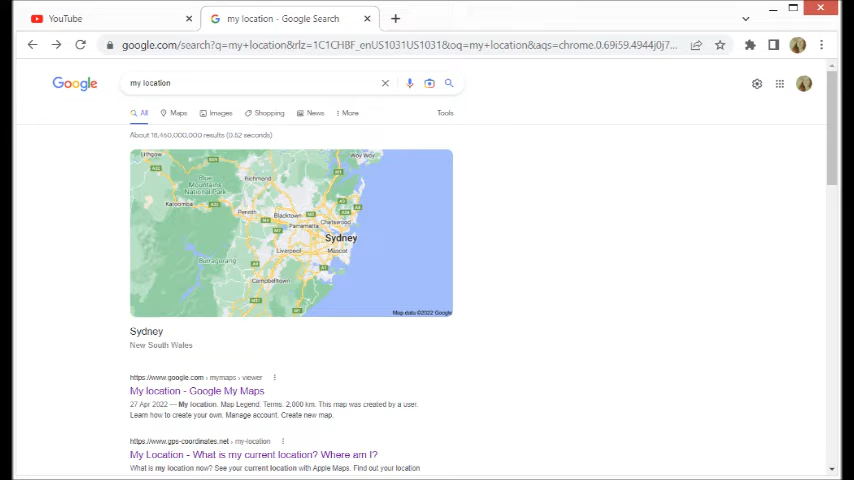 YouTube
my location - Google Search
google.com/search?q=my+location&rlz=1C1CHBF_enUS1031US1031&oq=my+location&aqs=chrome.0.69i59.4944j0j7...
Google
my location
All Maps Images Shopping News More Tools
About 18,460,000,000 results (0.52 seconds)
Lithgow
Woy Woy
Richmond
Blue
Mountains
National Park
Katoomba
Penrith
Blacktown
Chatswood
Parramatta
Sydney
Liverpool
Mascot
Burragorang
Campbelltown
Map data ©2022 Google
Sydney
New South Wales
https://www.google.com › mymaps › viewer
My location - Google My Maps
27 Apr 2022 — My location. Map Legend. Terms. 2,000 km. This map was created by a user.
Learn how to create your own. Manage account. Create new map.
https://www.gps-coordinates.net › my-location
My Location - What is my current location? Where am I?
What is my location now? See your current location with Apple Maps. Find out your location